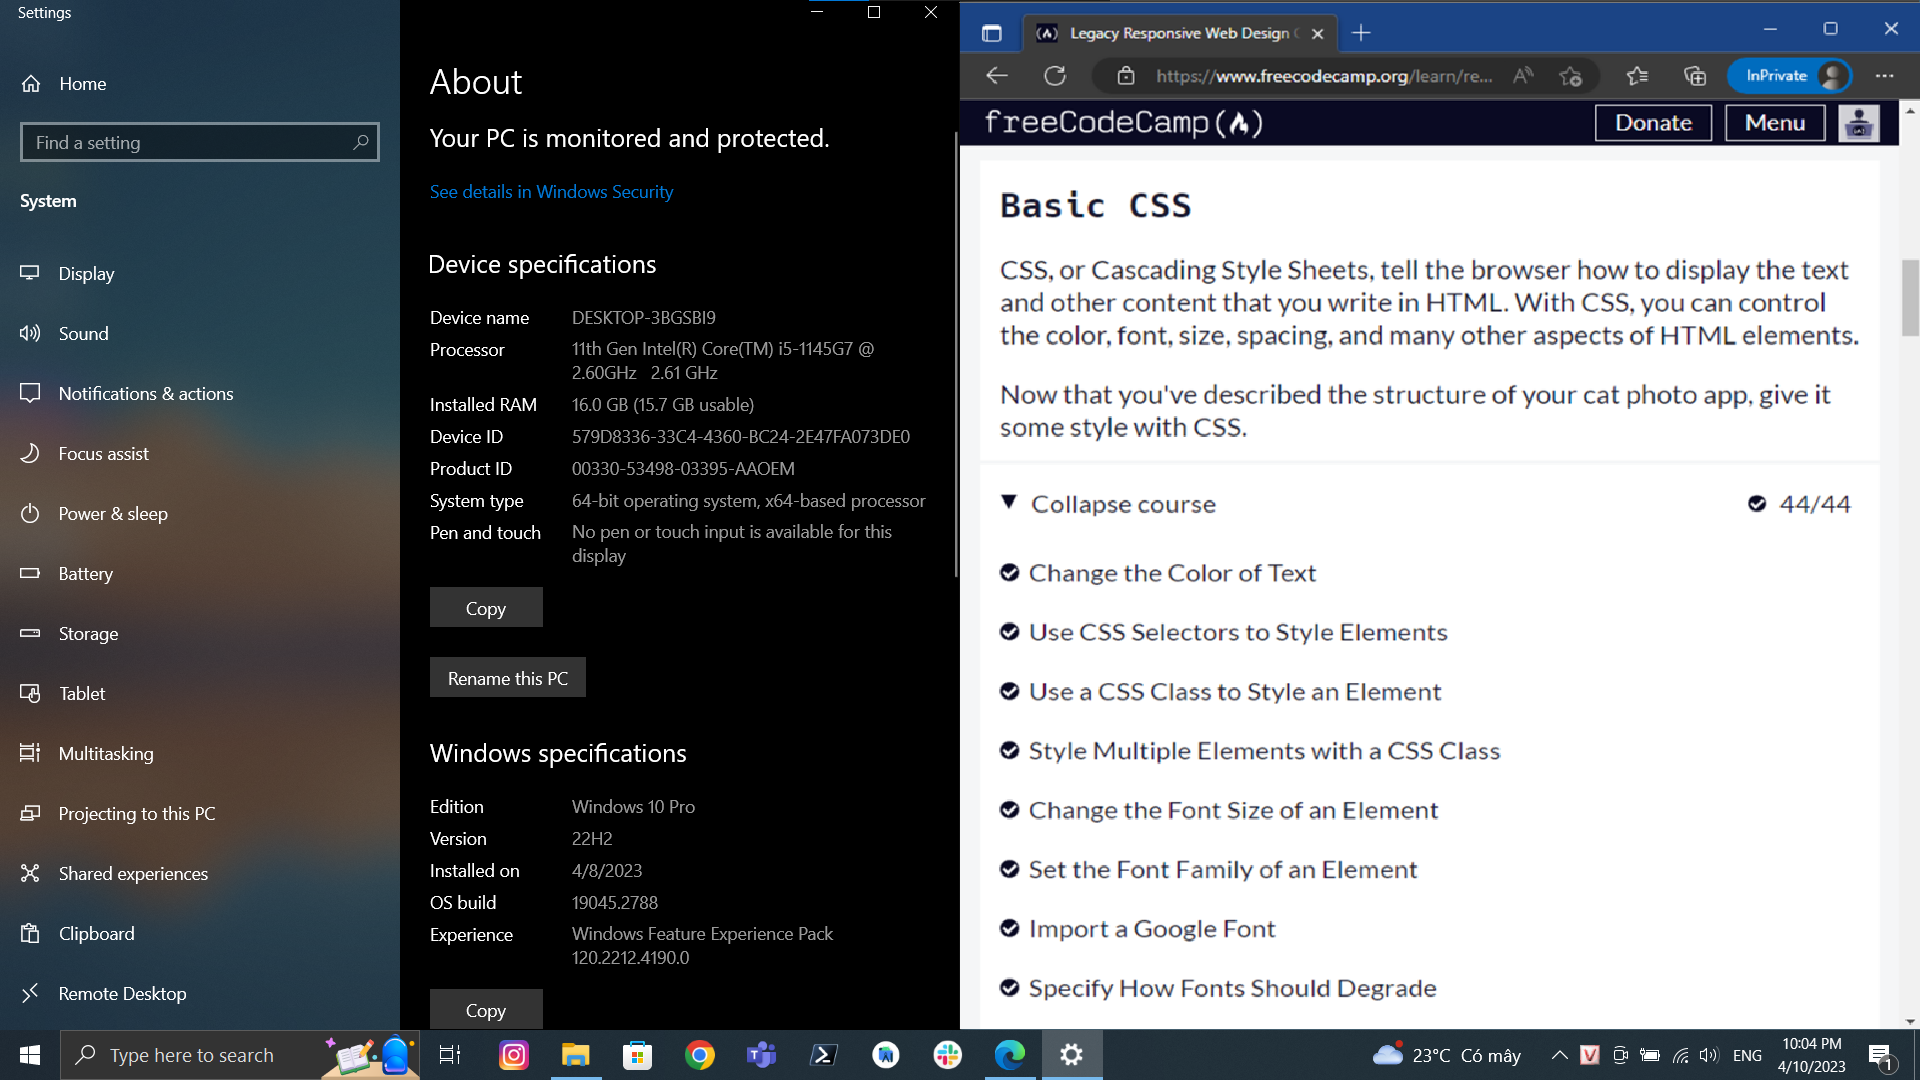 Settings
Home
Find a setting
System
Display
Sound
Notifications & actions
Focus assist
Power & sleep
Battery
Storage
Tablet
Multitasking
Projecting to this PC
Shared experiences
Clipboard
Remote Desktop
About
Your PC is monitored and protected.
See details in Windows Security
Device specifications
Device name DESKTOP-3BGSBI9
Processor 11th Gen Intel(R) Core(TM) i5-1145G7 @
2.60GHz 2.61 GHz
Installed RAM 16.0 GB (15.7 GB usable)
Device ID 579D8336-33C4-4360-BC24-2E47FA073DE0
Product ID 00330-53498-03395-AAOEM
System type 64-bit operating system, x64-based processor
Pen and touch No pen or touch input is available for this
display
Copy
Rename this PC
Windows specifications
Edition Windows 10 Pro
Version 22H2
Installed on 4/8/2023
OS build 19045.2788
Experience Windows Feature Experience Pack
120.2212.4190.0
Copy
Legacy Responsive Web Design
https://www.freecodecamp.org/learn/re...
InPrivate
freeCodeCamp
Donate
Menu
Basic CSS
CSS, or Cascading Style Sheets, tell the browser how to display the text
and other content that you write in HTML. With CSS, you can control
the color, font, size, spacing, and many other aspects of HTML elements.
Now that you've described the structure of your cat photo app, give it
some style with CSS.
Collapse course 44/44
Change the Color of Text
Use CSS Selectors to Style Elements
Use a CSS Class to Style an Element
Style Multiple Elements with a CSS Class
Change the Font Size of an Element
Set the Font Family of an Element
Import a Google Font
Specify How Fonts Should Degrade
Type here to search
23°C Có mây
V
ENG
10:04 PM
4/10/2023
1